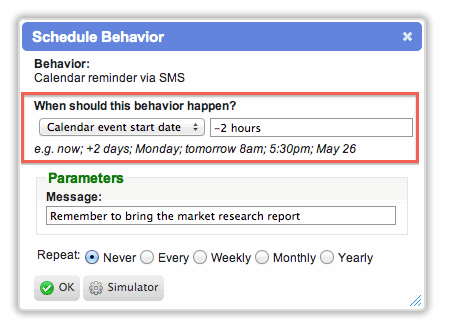 Schedule Behavior
Behavior:
Calendar reminder via SMS
When should this behavior happen?
Calendar event start date -2 hours
e.g. now; +2 days; Monday; tomorrow 8am; 5:30pm; May 26
Parameters
Message:
Remember to bring the market research report
Repeat: Never Every Weekly Monthly Yearly
OK Simulator